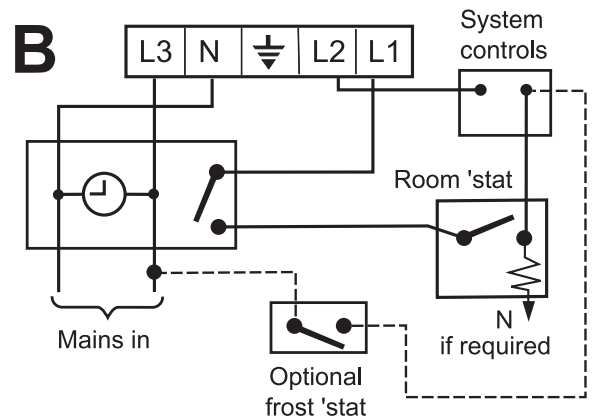 B
L3 N L2 L1
System
controls
Room 'stat
Mains in
N
if required
Optional
frost 'stat